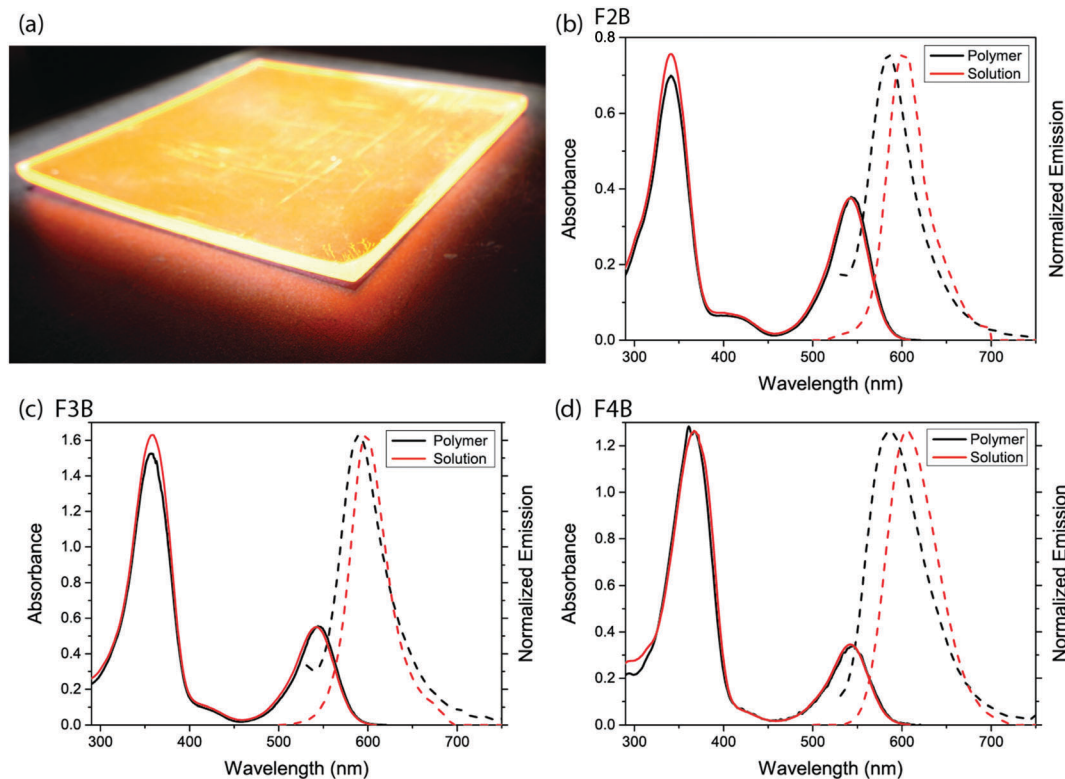 (a)
(b) F2B
0.8
0.6
0.4
0.2
0.0
Absorbance
Normalized Emission
Polymer
Solution
300 400 500 600 700
Wavelength (nm)
(c) F3B
1.6
1.4
1.2
1.0
0.8
0.6
0.4
0.2
0.0
Absorbance
Normalized Emission
Polymer
Solution
300 400 500 600 700
Wavelength (nm)
(d) F4B
1.2
1.0
0.8
0.6
0.4
0.2
0.0
Absorbance
Normalized Emission
Polymer
Solution
300 400 500 600 700
Wavelength (nm)